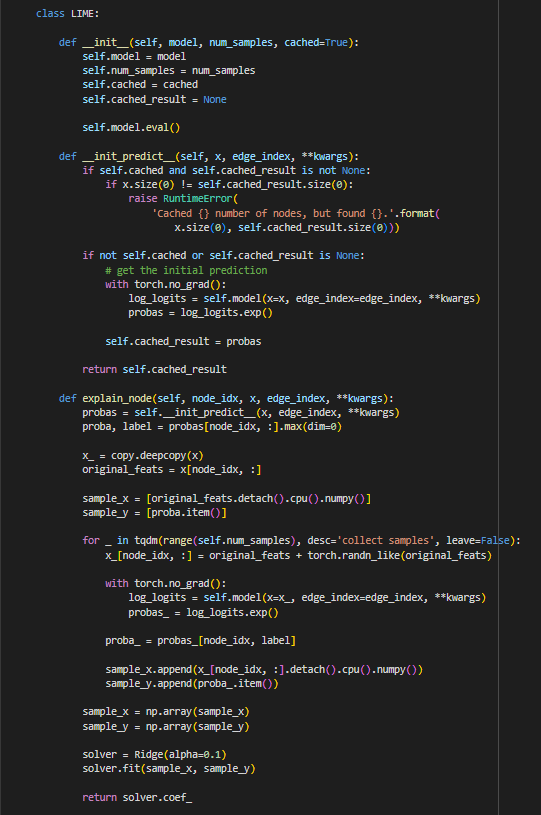 class LIME:
def __init__(self, model, num_samples, cached=True):
self.model = model
self.num_samples = num_samples
self.cached = cached
self.cached_result = None
self.model.eval()
def __init_predict__(self, x, edge_index, **kwargs):
if self.cached and self.cached_result is not None:
if x.size(0) != self.cached_result.size(0):
raise RuntimeError(
'Cached {} number of nodes, but found {}.'.format(
x.size(0), self.cached_result.size(0)))
if not self.cached or self.cached_result is None:
# get the initial prediction
with torch.no_grad():
log_logits = self.model(x=x, edge_index=edge_index, **kwargs)
probas = log_logits.exp()
self.cached_result = probas
return self.cached_result
def explain_node(self, node_idx, x, edge_index, **kwargs):
probas = self.__init_predict__(x, edge_index, **kwargs)
proba, label = probas[node_idx, :].max(dim=0)
x_ = copy.deepcopy(x)
original_feats = x[node_idx, :]
sample_x = [original_feats.detach().cpu().numpy()]
sample_y = [proba.item()]
for _ in tqdm(range(self.num_samples), desc='collect samples', leave=False):
x_[node_idx, :] = original_feats + torch.randn_like(original_feats)
with torch.no_grad():
log_logits = self.model(x=x_, edge_index=edge_index, **kwargs)
probas_ = log_logits.exp()
proba_ = probas_[node_idx, label]
sample_x.append(x_[node_idx, :].detach().cpu().numpy())
sample_y.append(proba_.item())
sample_x = np.array(sample_x)
sample_y = np.array(sample_y)
solver = Ridge(alpha=0.1)
solver.fit(sample_x, sample_y)
return solver.coef_